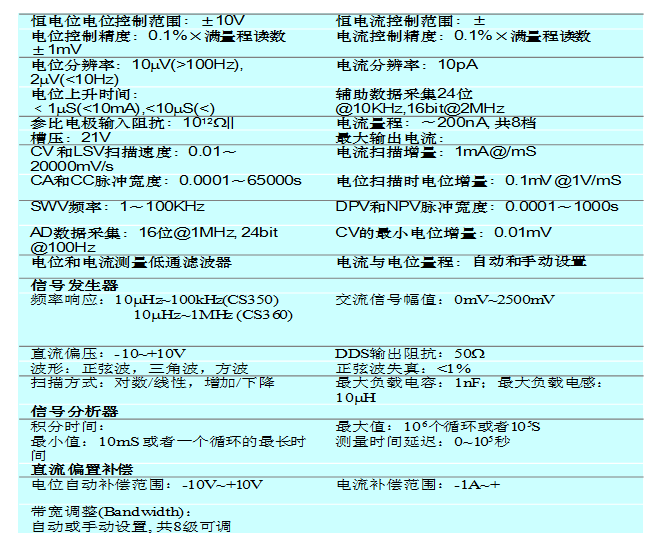 恒电位电位控制范围：±10V
恒电流控制范围：±
电位控制精度：0.1%×满量程读数
±1mV
电流控制精度：0.1%×满量程读数
电位分辨率：10μV(>100Hz),
2μV(<10Hz)
电流分辨率：10pA
电位上升时间：
﹤1μS(<10mA),<10μS(<)
辅助数据采集24位
@10KHz,16bit@2MHz
参比电极输入阻抗：10¹²Ω||
电流量程：～200nA, 共8档
槽压：21V
最大输出电流：
CV和LSV扫描速度：0.01～
20000mV/s
电流扫描增量：1mA@/mS
CA和CC脉冲宽度：0.0001～65000s
电位扫描时电位增量：0.1mV@1V/mS
SWV频率：1～100KHz
DPV和NPV脉冲宽度：0.0001～1000s
AD数据采集：16位@1MHz, 24bit
@100Hz
CV的最小电位增量：0.01mV
电位和电流测量低通滤波器
电流与电位量程：自动和手动设置
信号发生器
频率响应：10μHz~100kHz(CS350)
10μHz~1MHz (CS360)
交流信号幅值：0mV~2500mV
直流偏压：-10~+10V
DDS输出阻抗：50Ω
波形：正弦波，三角波，方波
正弦波失真：<1%
扫描方式：对数/线性，增加/下降
最大负载电容：1nF；最大负载电感：
10μH
信号分析器
积分时间：
最小值：10mS 或者一个循环的最长时
间
最大值：10⁶个循环或者10⁵S
测量时间延迟：0~10⁵秒
直流偏置补偿
电位自动补偿范围：-10V~+10V
电流补偿范围：-1A~+
带宽调整(Bandwidth)：
自动或手动设置, 共8级可调